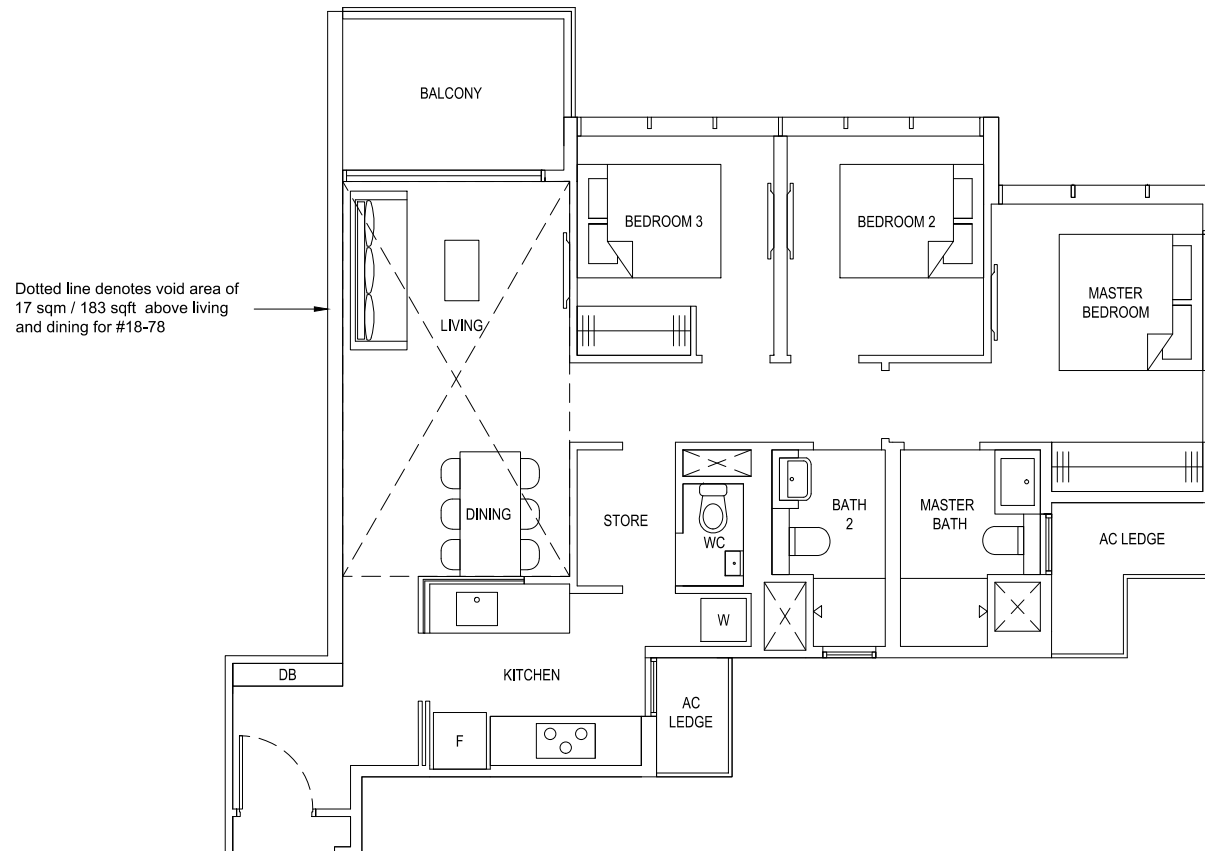 BALCONY
BEDROOM 3
BEDROOM 2
MASTER
BEDROOM
Dotted line denotes void area of
17 sqm / 183 sqft above living
and dining for #18-78
LIVING
DINING
STORE
WC
BATH
2
MASTER
BATH
AC LEDGE
W
DB
KITCHEN
AC
LEDGE
F